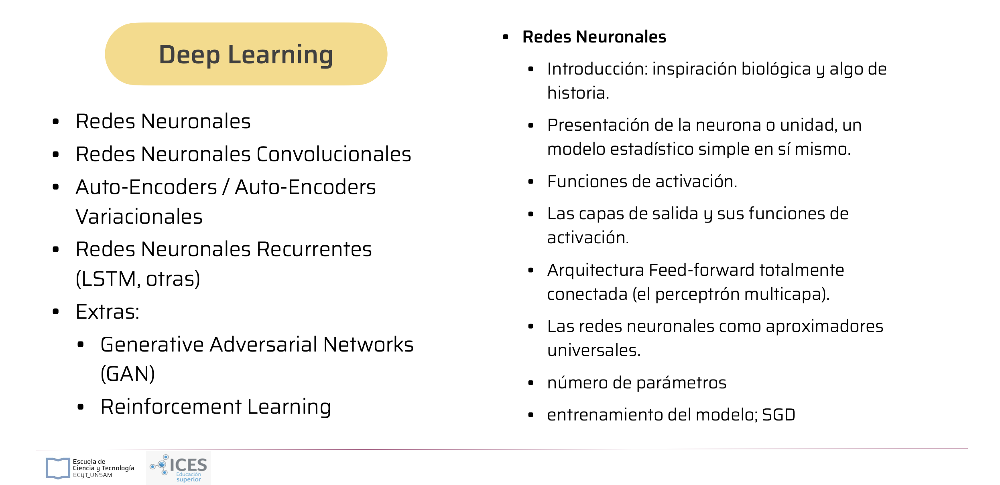 Deep Learning
• Redes Neuronales
• Redes Neuronales Convolucionales
• Auto-Encoders / Auto-Encoders
Variacionales
• Redes Neuronales Recurrentes
(LSTM, otras)
• Extras:
• Generative Adversarial Networks
(GAN)
• Reinforcement Learning
• Redes Neuronales
• Introducción: inspiración biológica y algo de
historia.
• Presentación de la neurona o unidad, un
modelo estadístico simple en sí mismo.
• Funciones de activación.
• Las capas de salida y sus funciones de
activación.
• Arquitectura Feed-forward totalmente
conectada (el perceptrón multicapa).
• Las redes neuronales como aproximadores
universales.
• número de parámetros
• entrenamiento del modelo; SGD
Escuela de
Ciencia y Tecnología
ECyT_UNSAM
ICES
Educación
superior